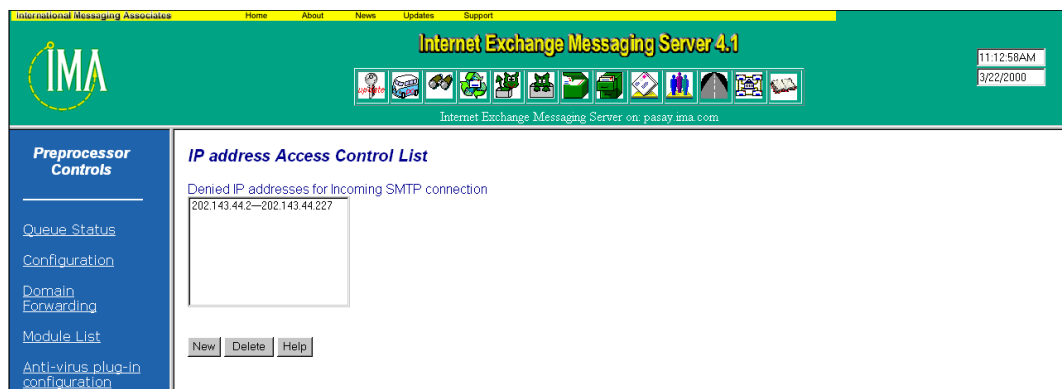 International Messaging Associates Home About News Updates Support
IMA
Internet Exchange Messaging Server 4.1
update
Internet Exchange Messaging Server on: pasay.ima.com
11:12:58AM
3/22/2000
Preprocessor
Controls
Queue Status
Configuration
Domain
Forwarding
Module List
Anti-virus plug-in
configuration
IP address Access Control List
Denied IP addresses for Incoming SMTP connection
202.143.44.2—202.143.44.227
New Delete Help